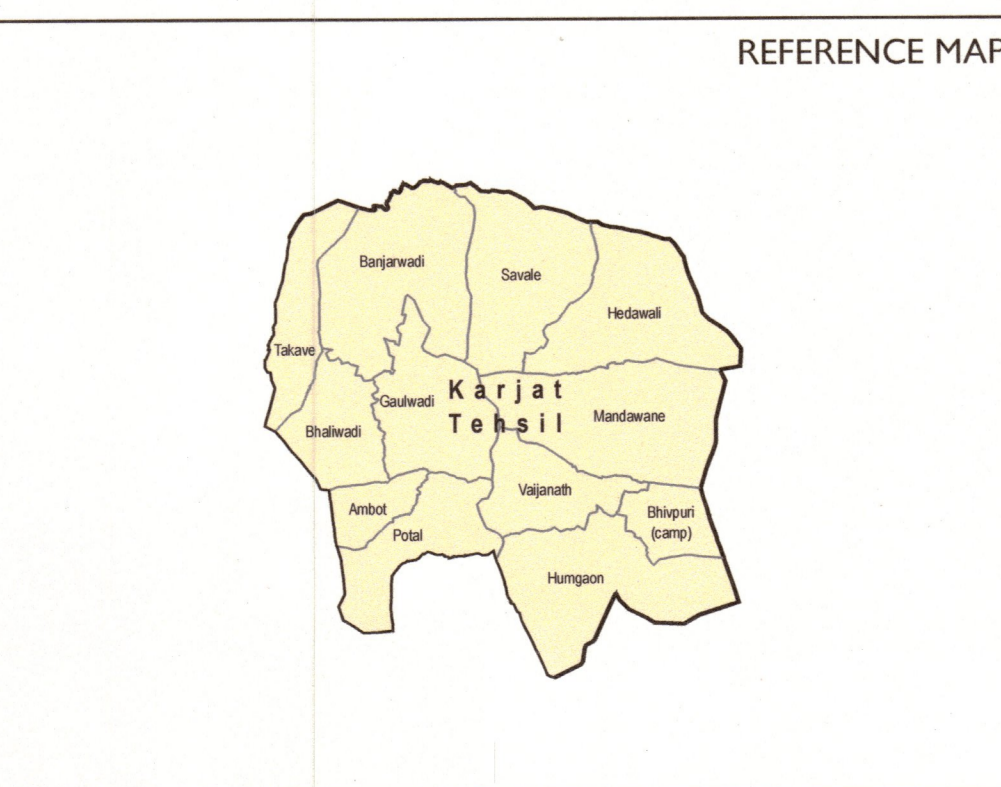 REFERENCE MAP
Banjarwadi
Savale
Hedawali
Takave
Karjat
Tehsil
Gaulwadi
Mandawane
Bhaliwadi
Vaijanath
Ambot
Bhivpuri
(camp)
Potal
Humgaon